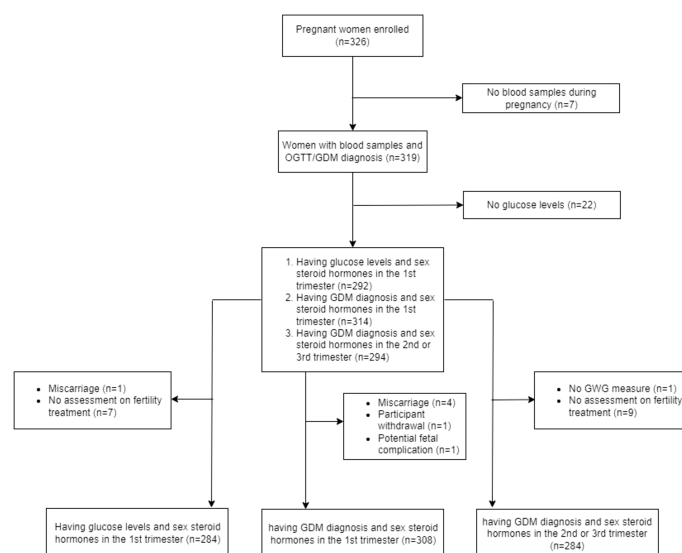 Pregnant women enrolled
(n=326)
No blood samples during
pregnancy (n=7)
Women with blood samples and
OGTT/GDM diagnosis (n=319)
No glucose levels (n=22)
1. Having glucose levels and sex
steroid hormones in the 1st
trimester (n=292)
2. Having GDM diagnosis and sex
steroid hormones in the 1st
trimester (n=314)
3. Having GDM diagnosis and sex
steroid hormones in the 2nd or
3rd trimester (n=294)
• Miscarriage (n=1)
• No assessment on fertility
treatment (n=7)
• Miscarriage (n=4)
• Participant
withdrawal (n=1)
• Potential fetal
complication (n=1)
• No GWG measure (n=1)
• No assessment on fertility
treatment (n=9)
Having glucose levels and sex steroid
hormones in the 1st trimester (n=284)
having GDM diagnosis and sex steroid
hormones in the 1st trimester (n=308)
having GDM diagnosis and sex steroid
hormones in the 2nd or 3rd trimester
(n=284)